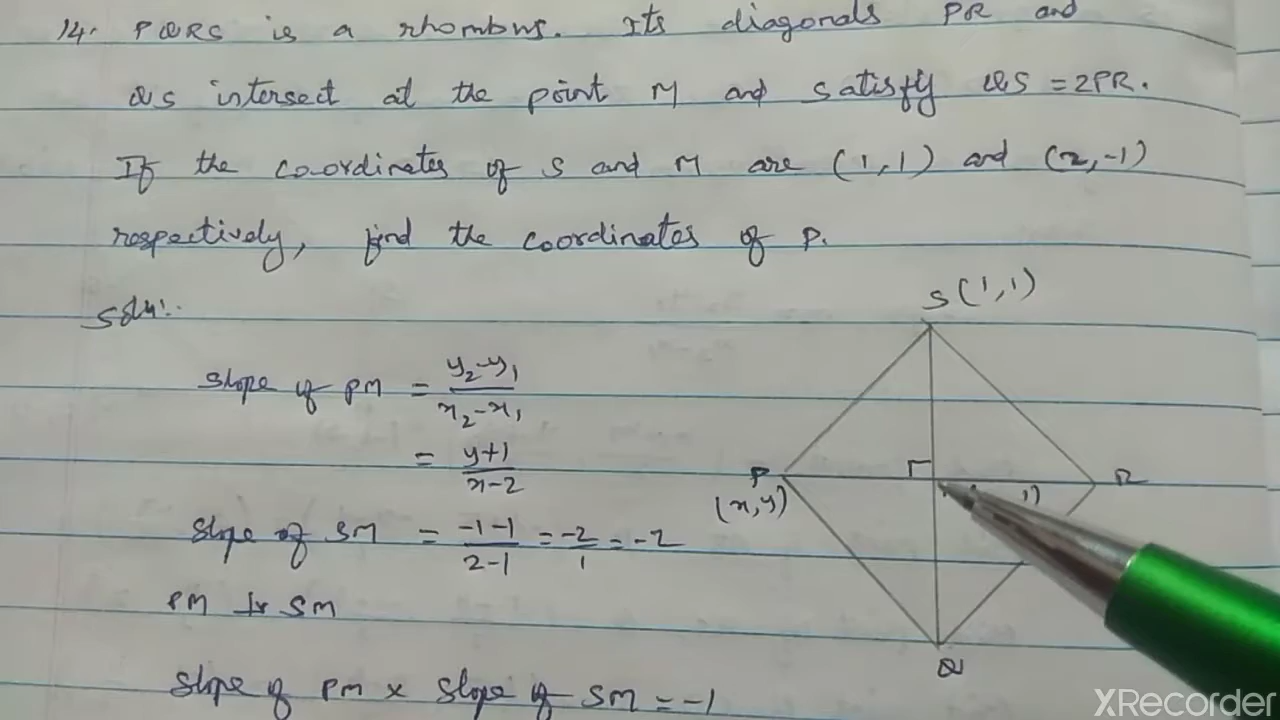 14. PQRS is a rhombus. Its diagonals PR and
QS intersect at the point M and satisfy QS = 2PR.
If the coordinates of S and M are (1,1) and (2,-1)
respectively, find the coordinates of P.
Soln:.
S(1,1)
Slope of PM = y₂-y₁ / x₂-x₁
= y+1 / x-2
P
R
(x,y)
Slope of SM = -1-1 / 2-1 = -2/1 = -2
PM ⊥r SM
Q
Slope of PM × Slope of SM = -1
XRecorder